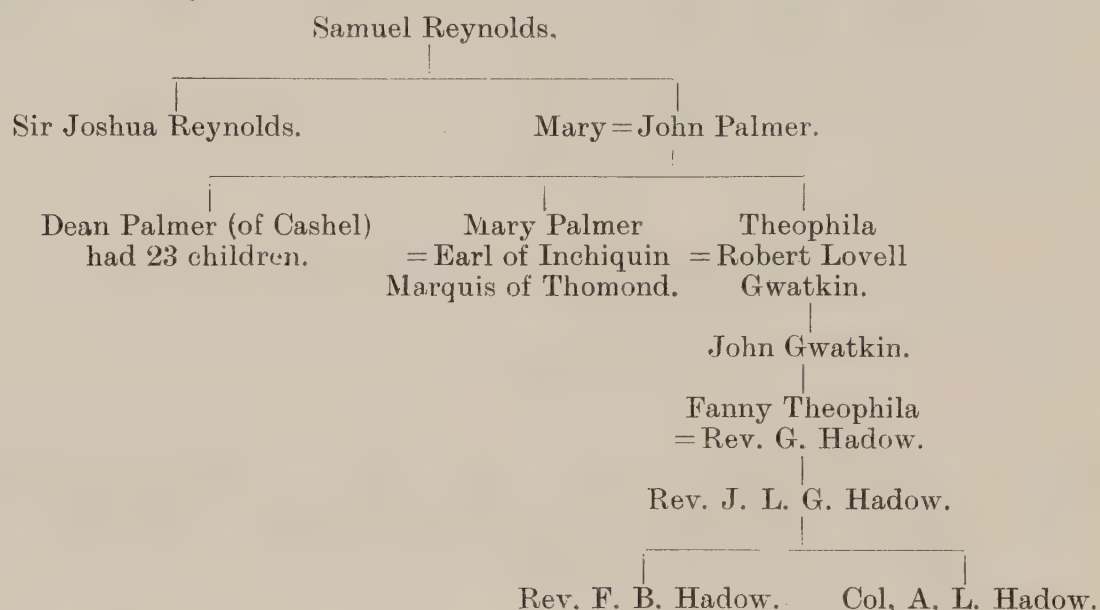 Samuel Reynolds.
Sir Joshua Reynolds. Mary = John Palmer.
Dean Palmer (of Cashel) Mary Palmer Theophila
had 23 children. = Earl of Inchiquin = Robert Lovell
Marquis of Thomond. Gwatkin.
John Gwatkin.
Fanny Theophila
= Rev. G. Hadow.
Rev. J. L. G. Hadow.
Rev. F. B. Hadow. Col, A. L. Hadow.